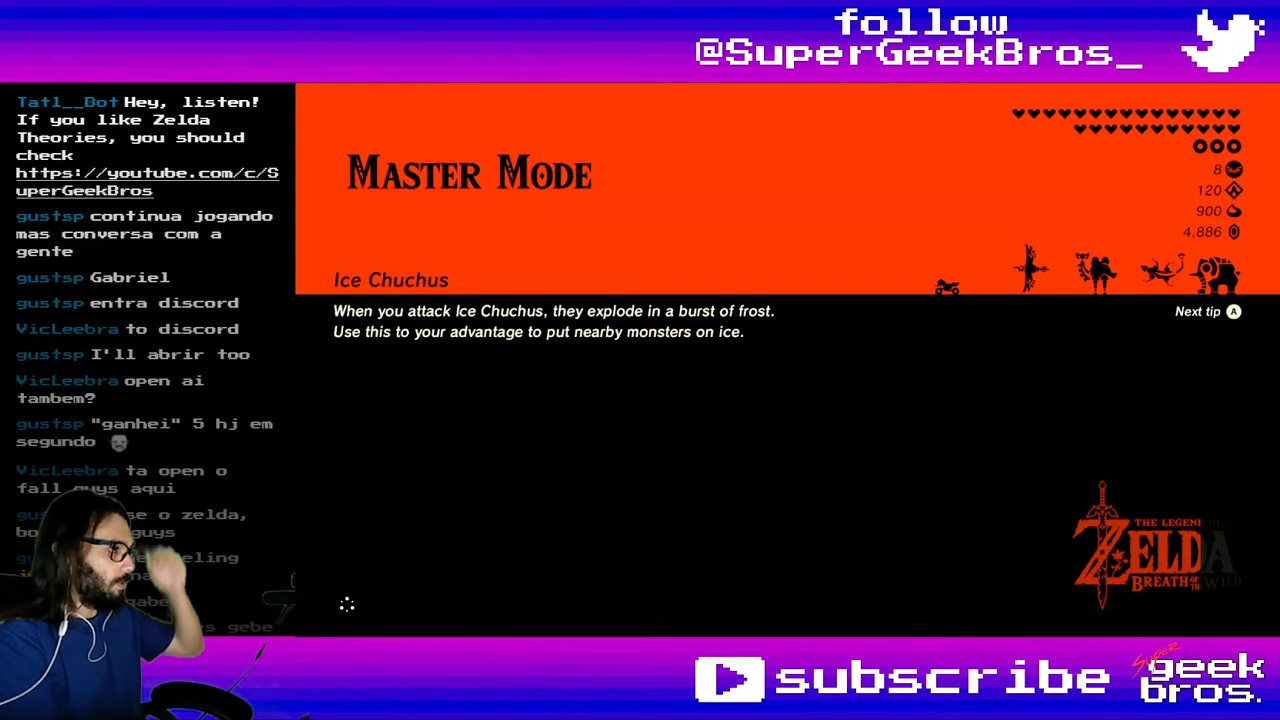 follow
@SuperGeekBros_
Tatl__Bot Hey, listen!
If you like Zelda
Theories, you should
check
https://youtube.com/c/S
uperGeekBros
gustsp continua jogando
mas conversa com a
gente
gustsp Gabriel
gustsp entra discord
VicLeebra to discord
gustsp I'll abrir too
VicLeebra open ai
tambem?
gustsp "ganhei" 5 hj em
segundo
VicLeebra ta open o
fall guys aqui
se o zelda,
guys
eling
gebe
MASTER MODE
8
120
900
4,886
Ice Chuchus
When you attack Ice Chuchus, they explode in a burst of frost.
Use this to your advantage to put nearby monsters on ice.
Next tip A
THE LEGEND OF
ZELDA
BREATH OF THE WILD
subscribe
super
geek
bros.